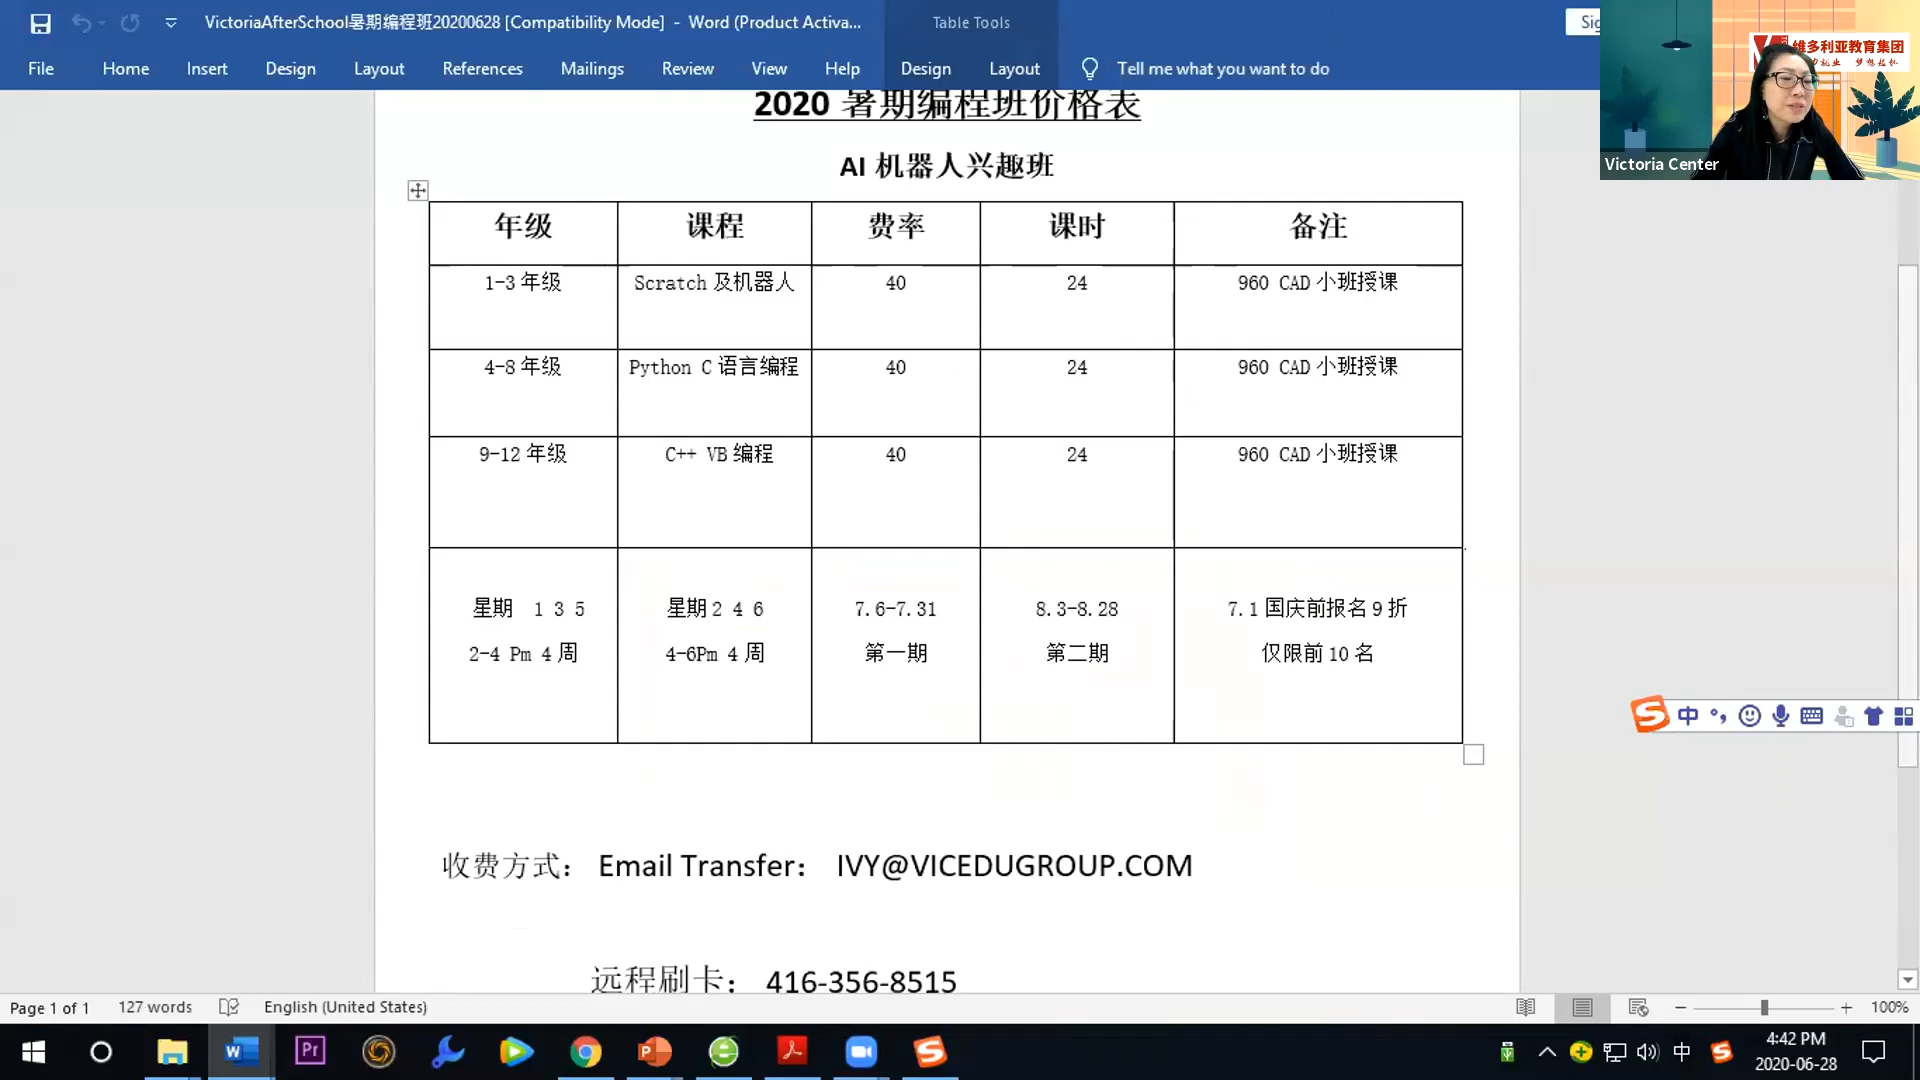 VictoriaAfterSchool暑期编程班20200628 [Compatibility Mode] - Word (Product Activa...
Table Tools
File Home Insert Design Layout References Mailings Review View Help Design Layout Tell me what you want to do
维多利亚教育集团
Victoria Center
2020 暑期编程班价格表
AI 机器人兴趣班
年级 课程 费率 课时 备注
1-3 年级 Scratch 及机器人 40 24 960 CAD 小班授课
4-8 年级 Python C 语言编程 40 24 960 CAD 小班授课
9-12 年级 C++ VB 编程 40 24 960 CAD 小班授课
星期 1 3 5 星期 2 4 6 7.6-7.31 8.3-8.28 7.1 国庆前报名 9 折
2-4 Pm 4 周 4-6Pm 4 周 第一期 第二期 仅限前 10 名
中
收费方式： Email Transfer： IVY@VICEDUGROUP.COM
远程刷卡： 416-356-8515
Page 1 of 1 127 words English (United States) 100%
4:42 PM
中
2020-06-28